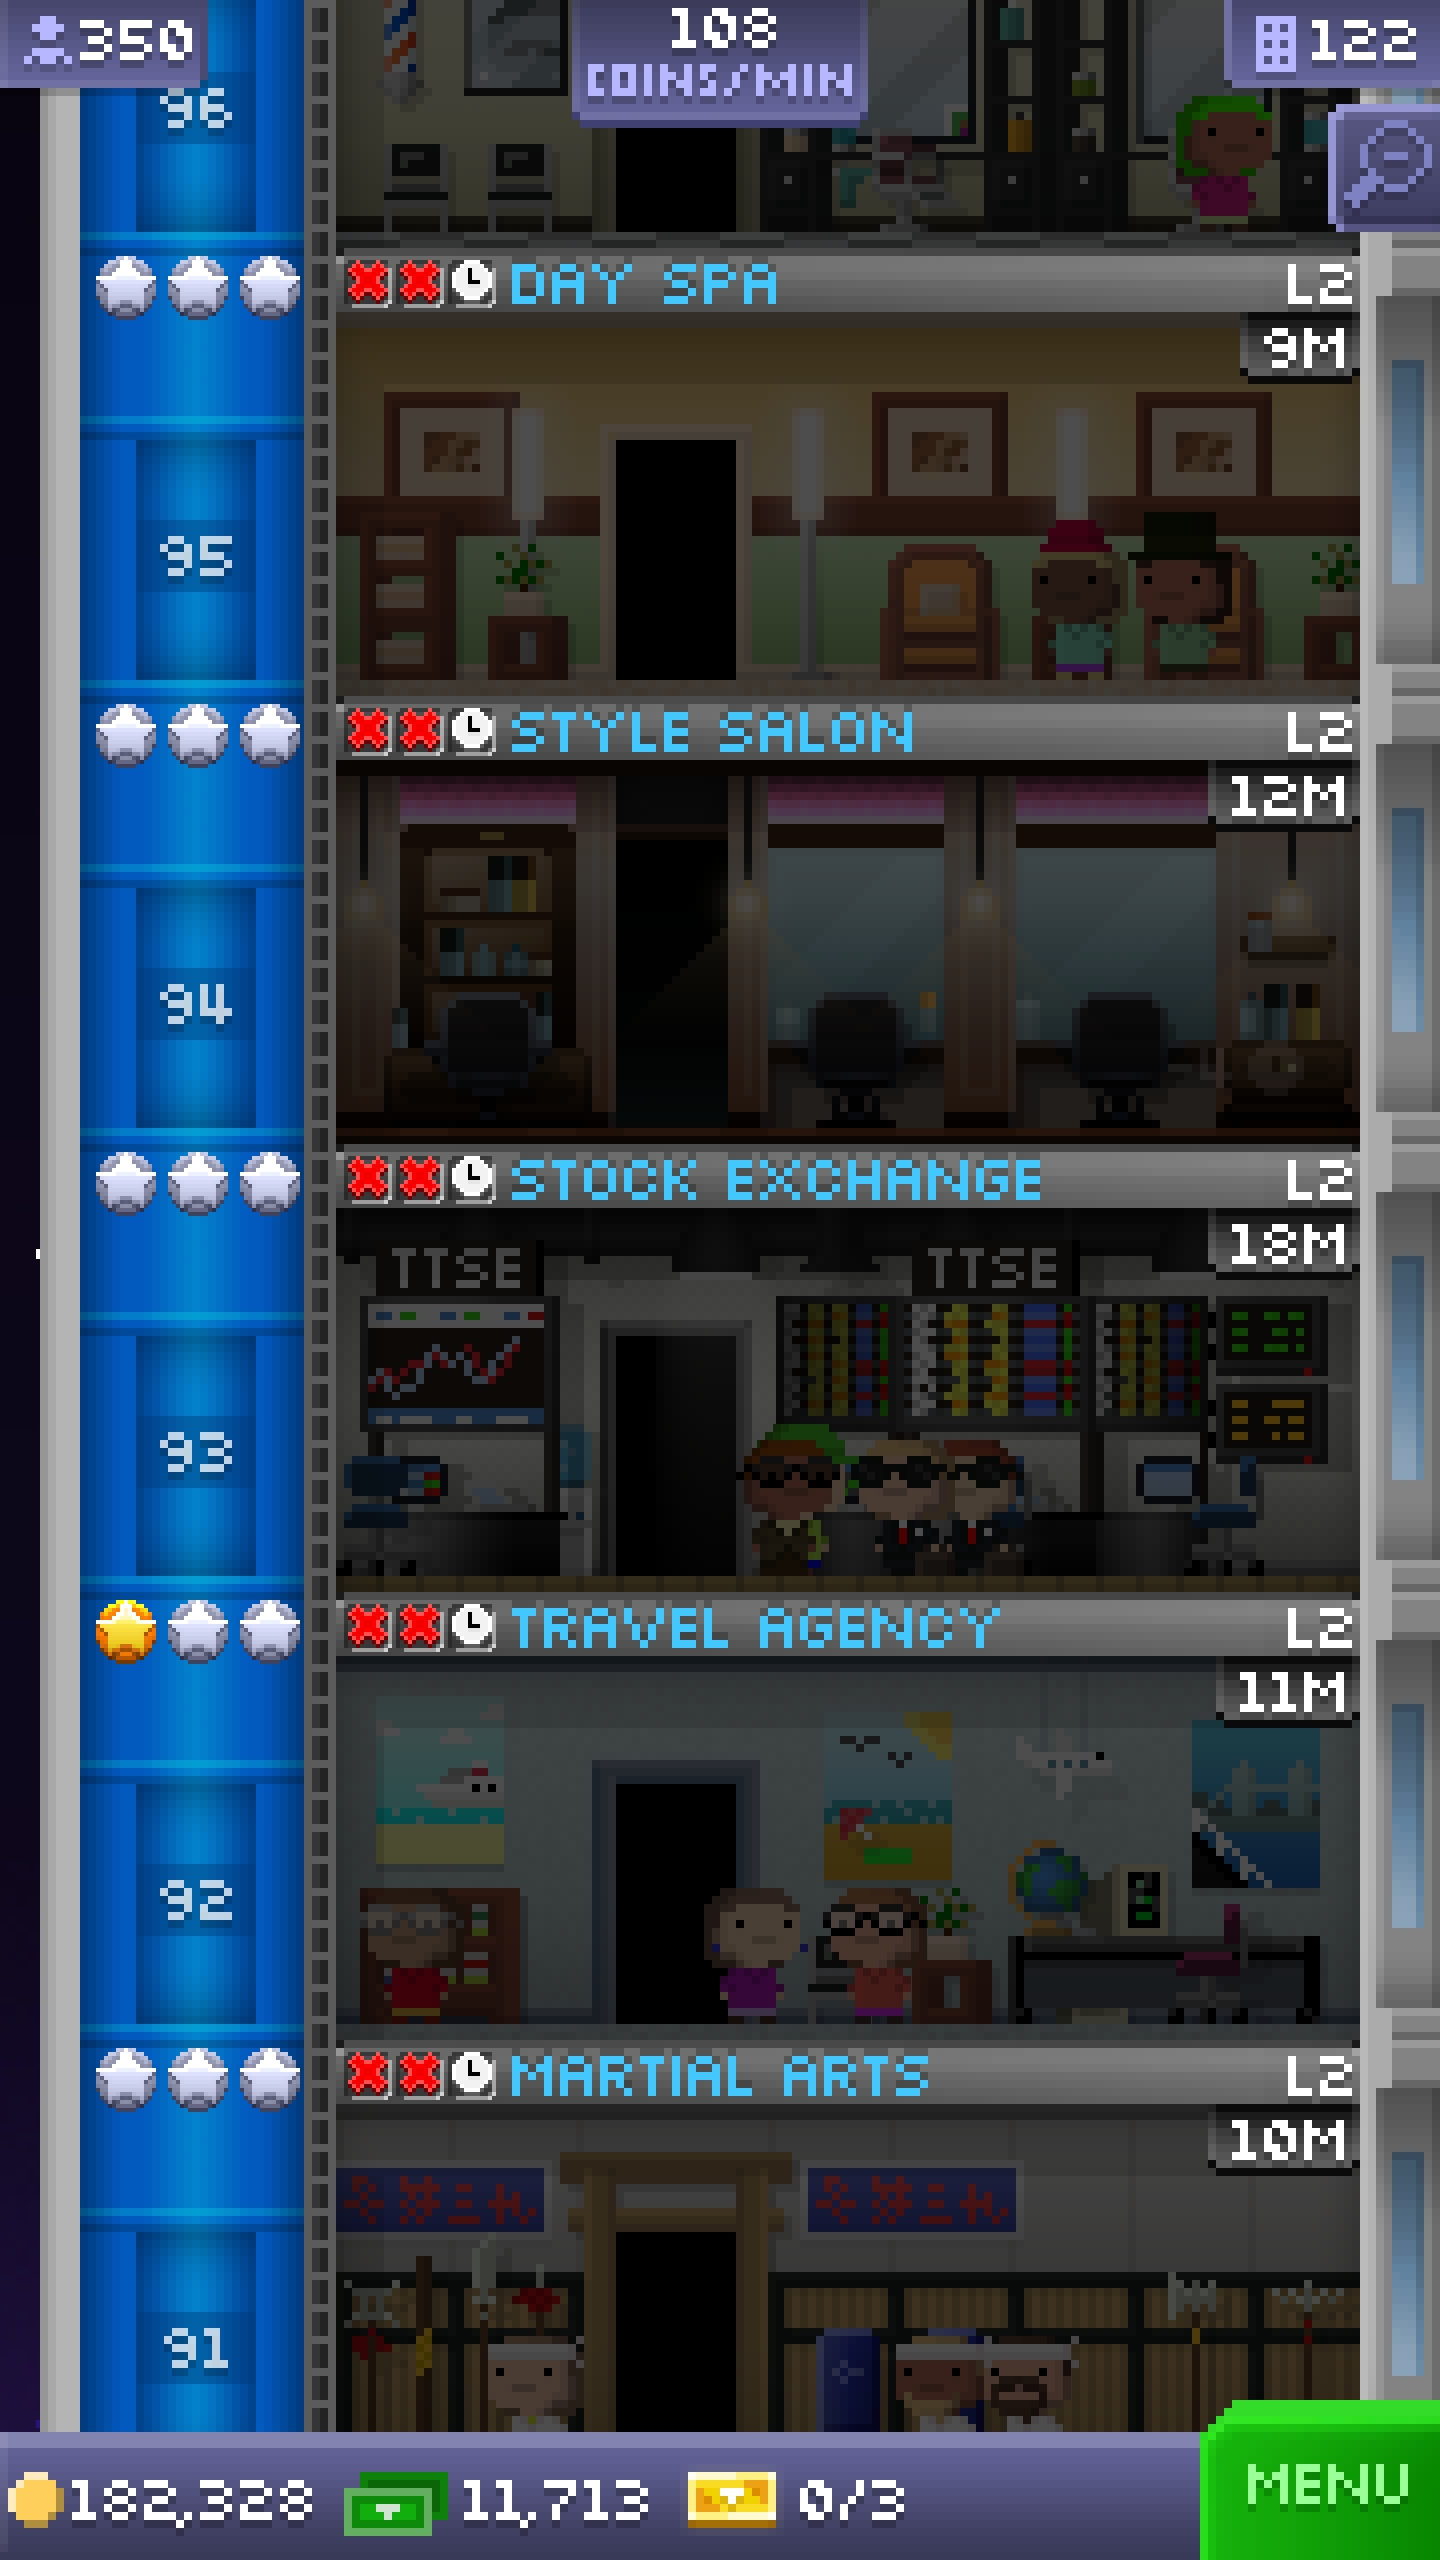 350
108
COINS/MIN
122
96
DAY SPA
L2
9M
95
STYLE SALON
L2
12M
94
STOCK EXCHANGE
L2
18M
TTSE
TTSE
93
TRAVEL AGENCY
L2
11M
92
MARTIAL ARTS
L2
10M
91
182,328
11,713
0/3
MENU